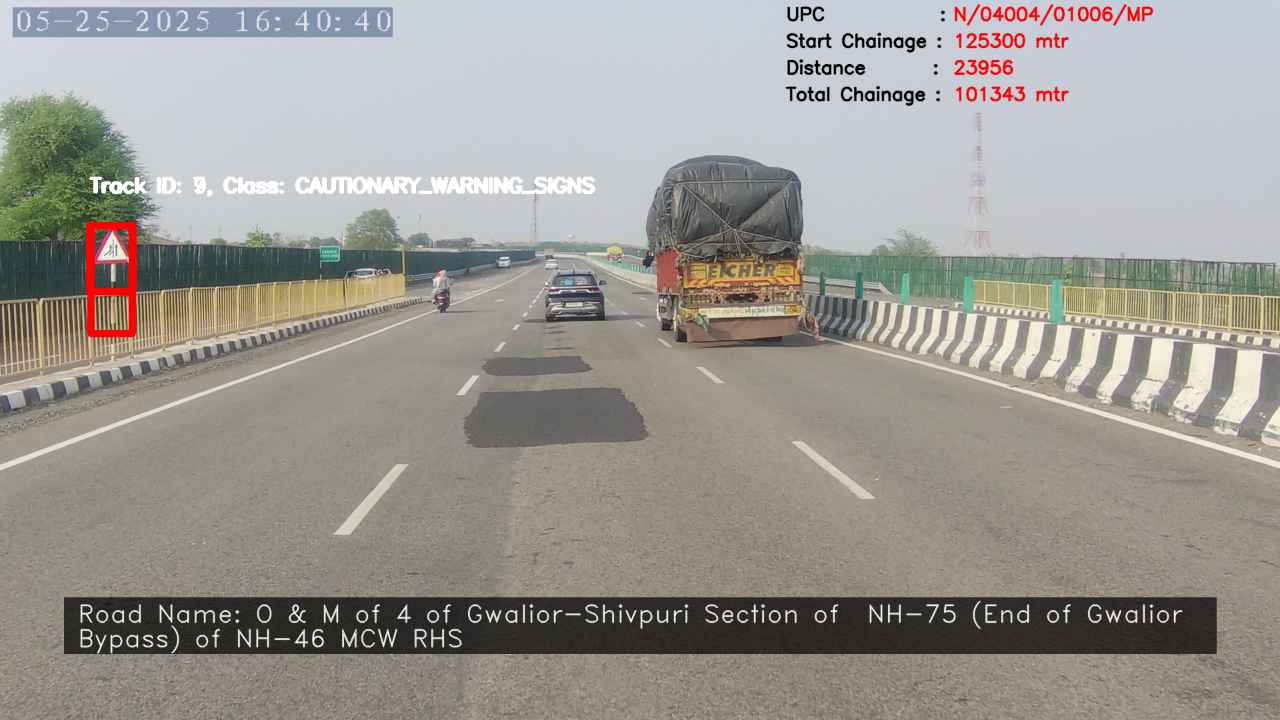 05-25-2025 16:40:40
UPC : N/04004/01006/MP
Start Chainage : 125300 mtr
Distance : 23956
Total Chainage : 101343 mtr
Track ID: 9, Class: CAUTIONARY_WARNING_SIGNS
EICHER
Road Name: O & M of 4 of Gwalior-Shivpuri Section of NH-75 (End of Gwalior
Bypass) of NH-46 MCW RHS